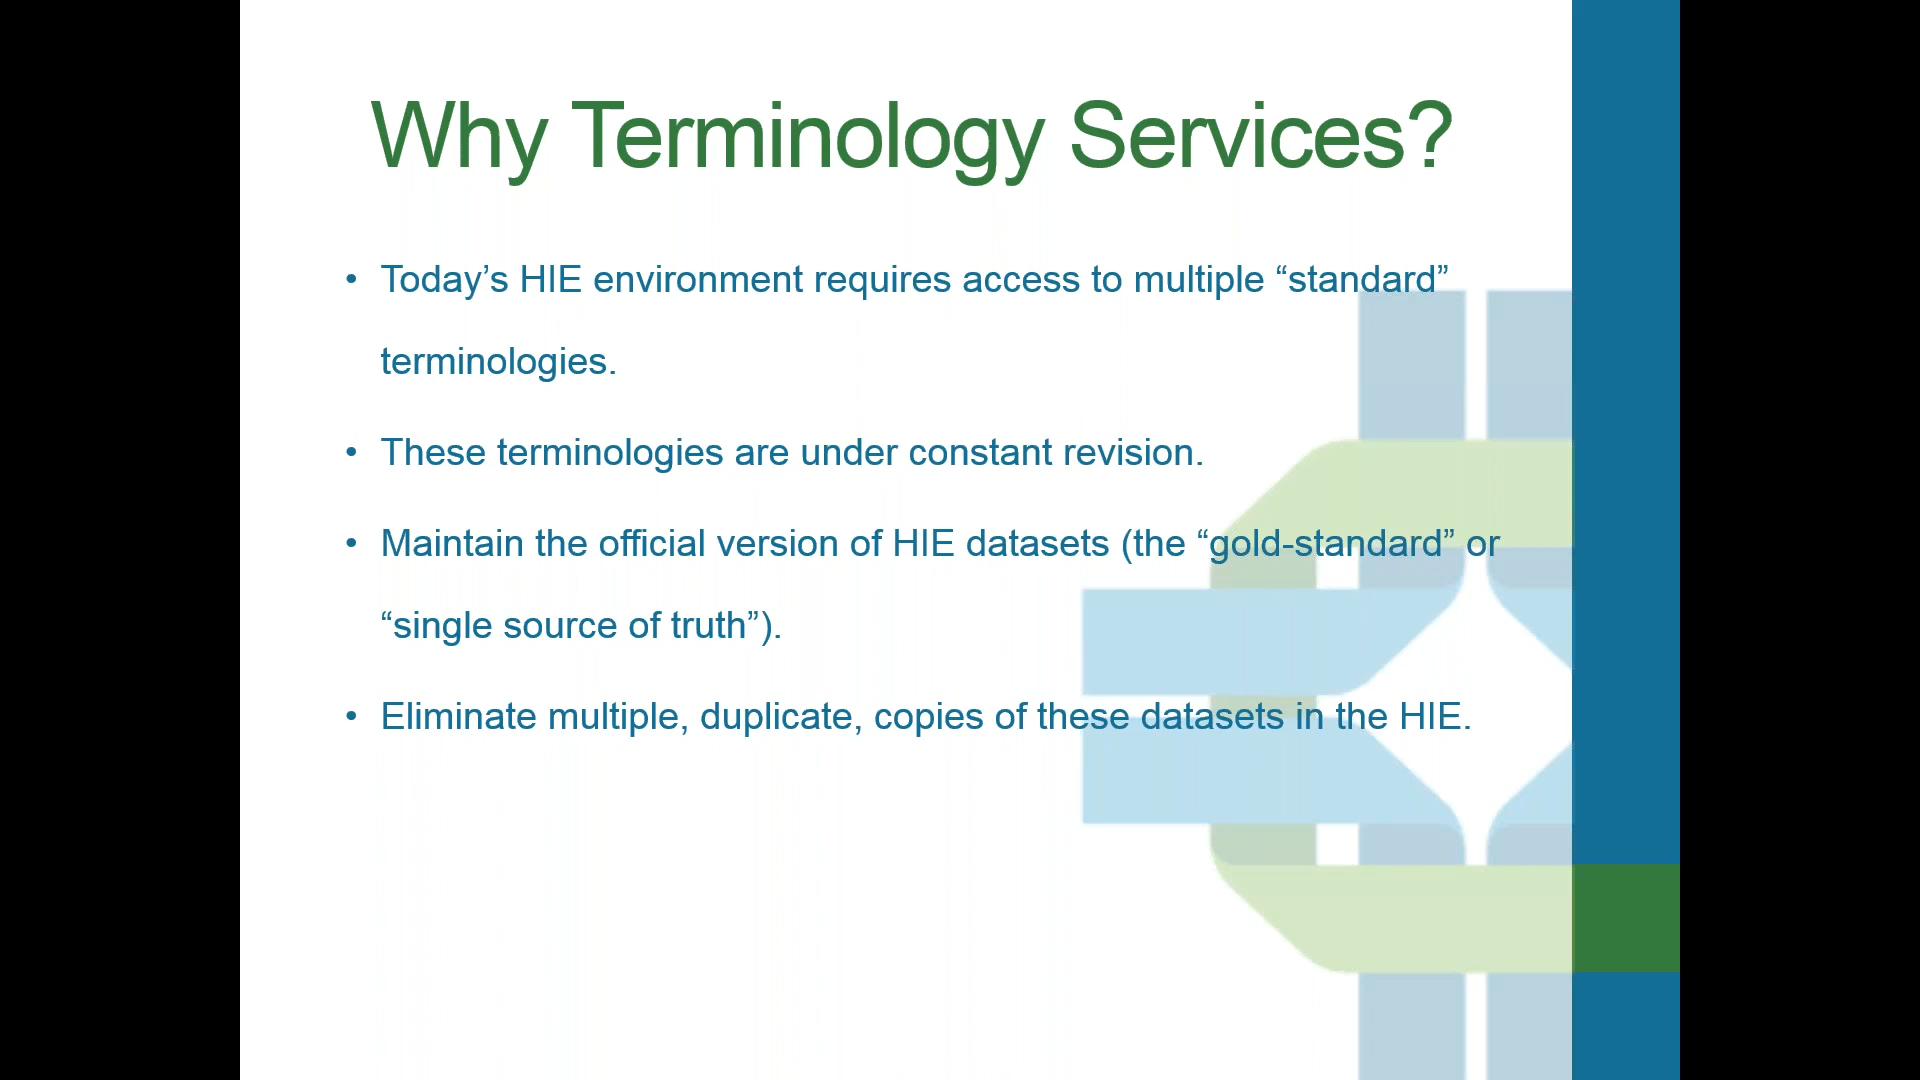 Why Terminology Services?
• Today’s HIE environment requires access to multiple “standard”
terminologies.
• These terminologies are under constant revision.
• Maintain the official version of HIE datasets (the “gold-standard” or
“single source of truth”).
• Eliminate multiple, duplicate, copies of these datasets in the HIE.